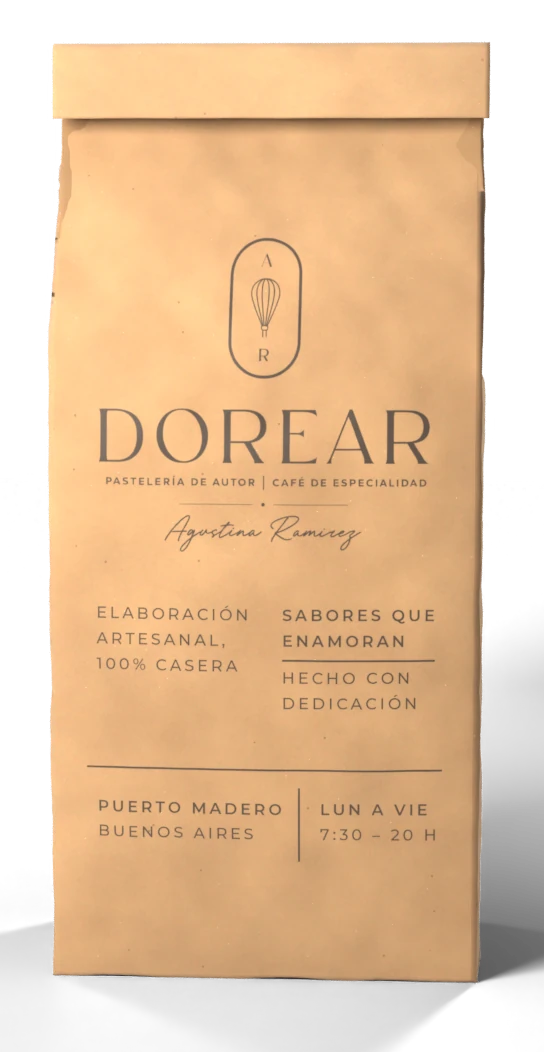 A
R
DOREAR
PASTELERÍA DE AUTOR | CAFÉ DE ESPECIALIDAD
Agustina Ramirez
ELABORACIÓN
ARTESANAL,
100% CASERA
SABORES QUE
ENAMORAN
HECHO CON
DEDICACIÓN
PUERTO MADERO
BUENOS AIRES
LUN A VIE
7:30 – 20 H